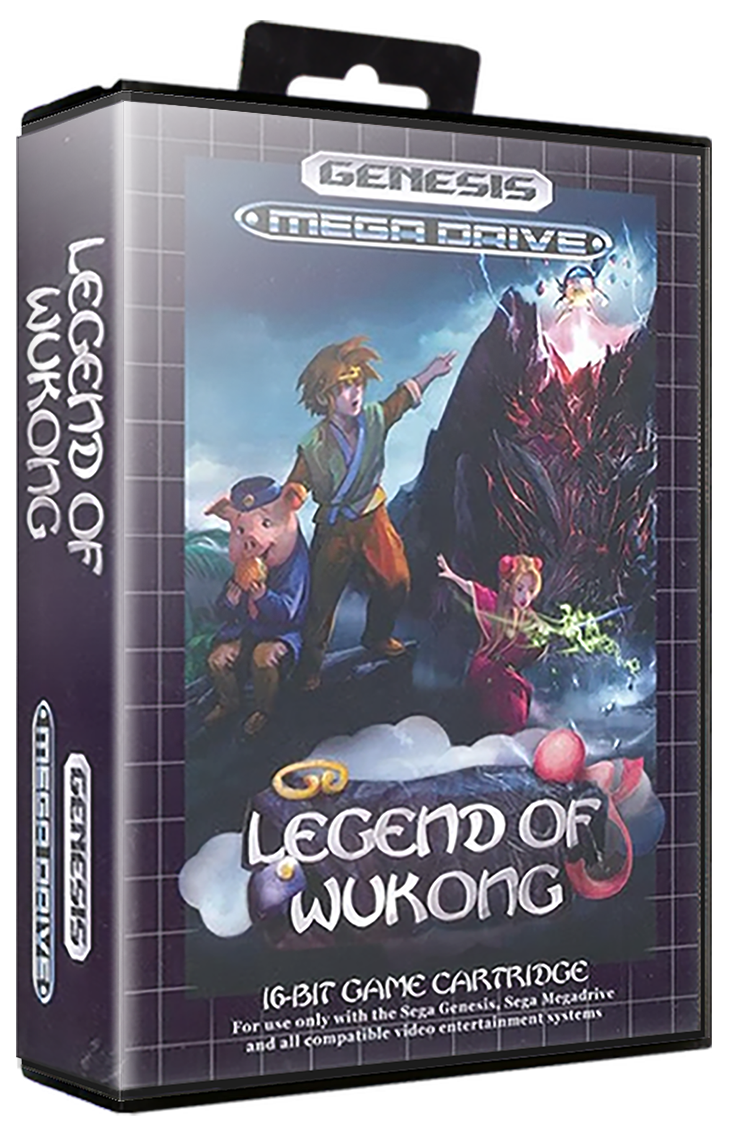 GENESIS
MEGA DRIVE
LEGEND OF
WUKONG
16-BIT GAME CARTRIDGE
For use only with the Sega Genesis, Sega Megadrive
and all compatible video entertainment systems
LEGEND OF
WUKONG
GENESIS
MEGA DRIVE